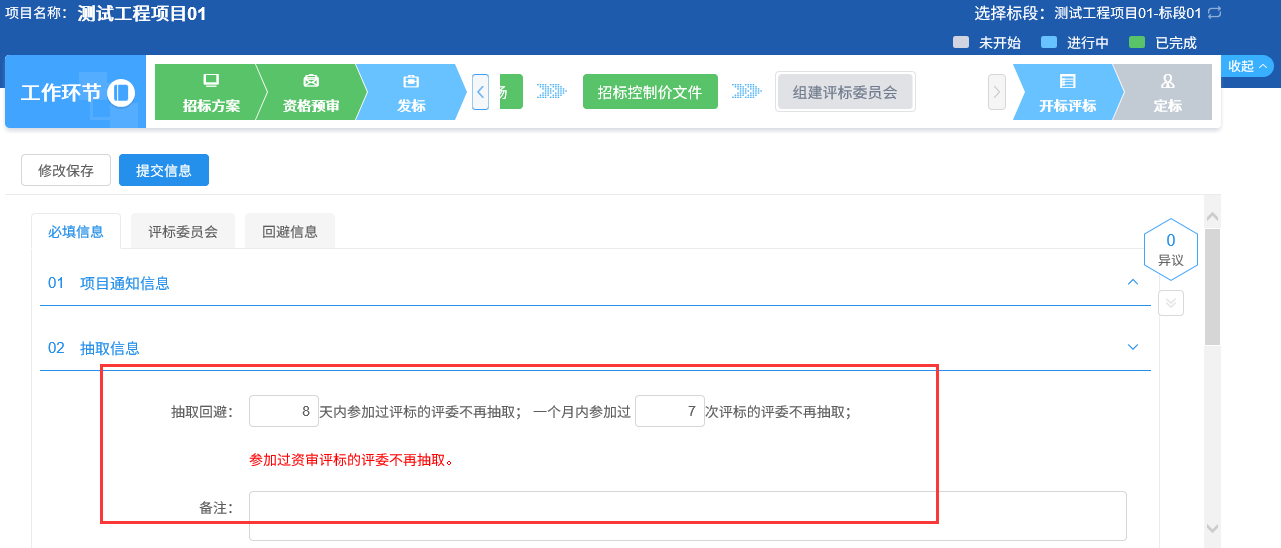 项目名称： 测试工程项目01
选择标段： 测试工程项目01-标段01
未开始 进行中 已完成
收起
工作环节
招标方案
资格预审
发标
招标控制价文件
组建评标委员会
开标评标
定标
修改保存 提交信息
必填信息 评标委员会 回避信息
0
异议
01 项目通知信息
02 抽取信息
抽取回避： 8 天内参加过评标的评委不再抽取； 一个月内参加过 7 次评标的评委不再抽取；
参加过资审评标的评委不再抽取。
备注：